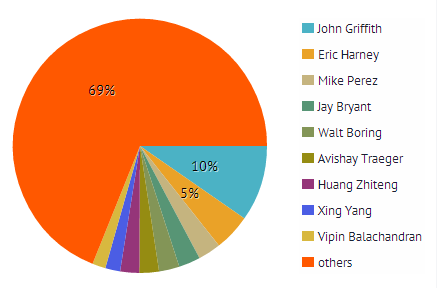 69%
10%
5%
John Griffith
Eric Harney
Mike Perez
Jay Bryant
Walt Boring
Avishay Traeger
Huang Zhiteng
Xing Yang
Vipin Balachandran
others